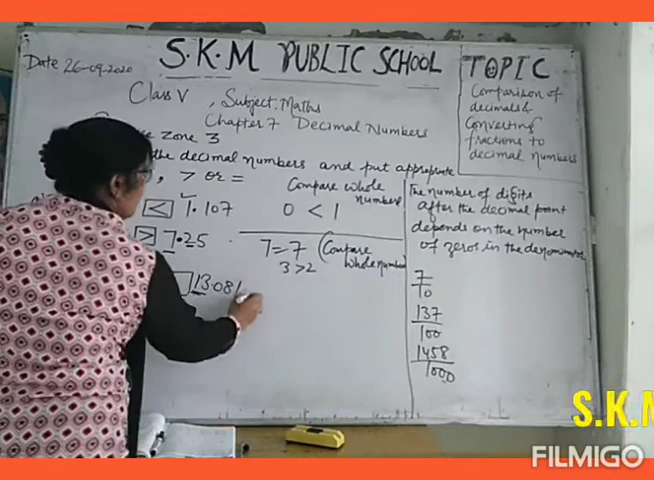 Date 26-09-2020
S.K.M PUBLIC SCHOOL
Class V , Subject: Maths
Chapter 7 Decimal Numbers
zone 3
the decimal numbers and put appropriate
, > or =
< 1.107
Compare whole numbers
0 < 1
> 7.25
7 = 7 (Compare whole number
3 > 2
13.08
TOPIC
Comparison of
decimals &
Converting
fractions to
decimal numbers
The number of digits
after the decimal point
depends on the number
of zeros in the denominator
7
10
137
100
1458
1000
S.K.M
FILMIGO